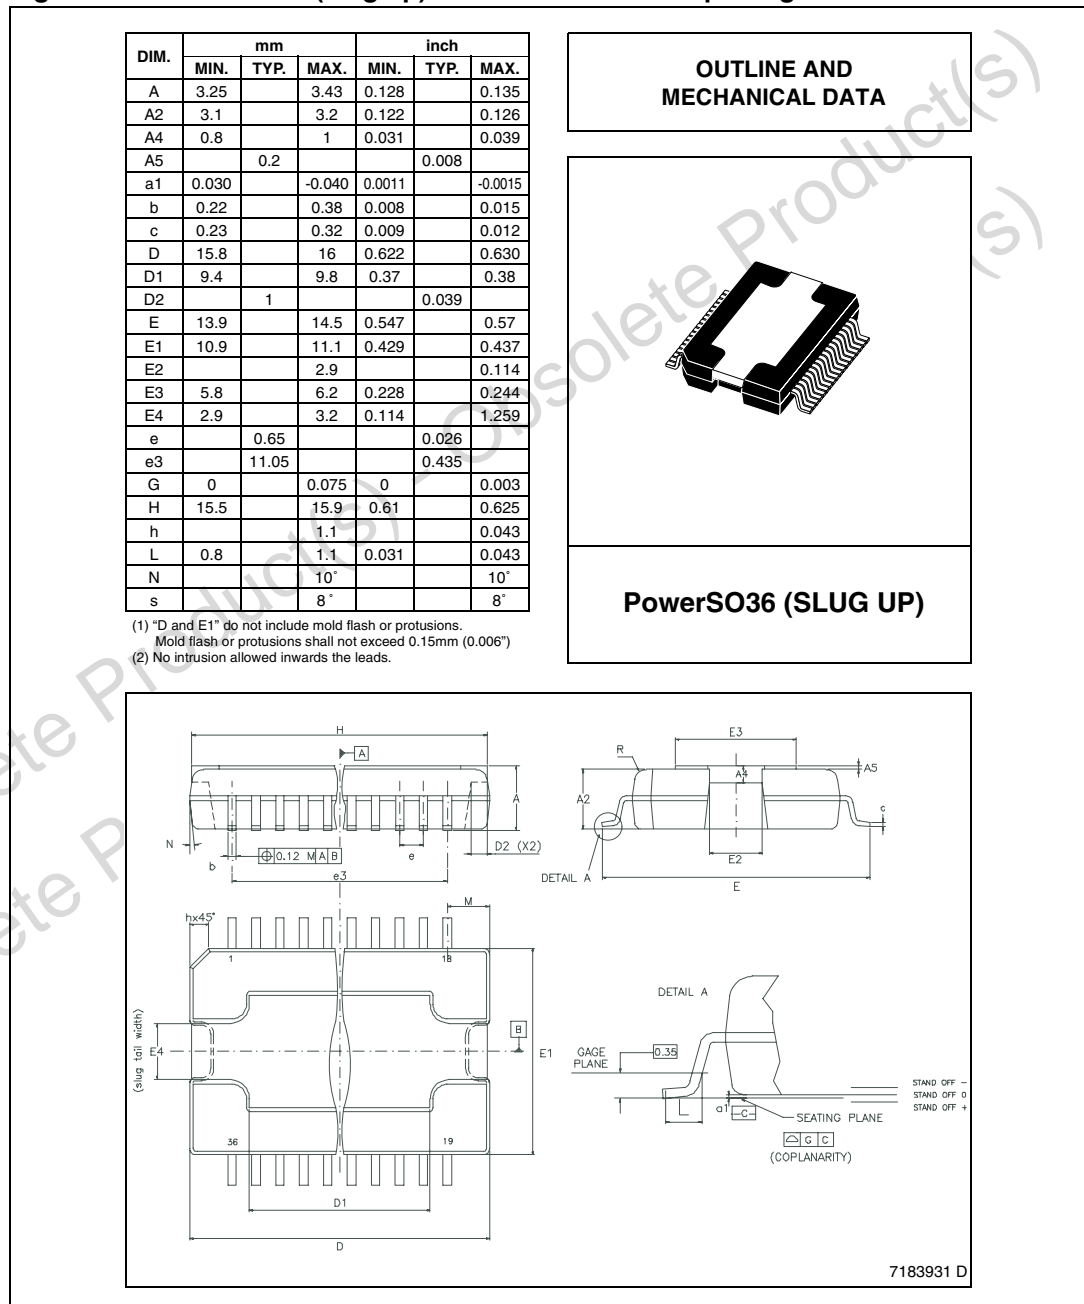 DIM. mm inch
MIN. TYP. MAX. MIN. TYP. MAX.
A 3.25 3.43 0.128 0.135
A2 3.1 3.2 0.122 0.126
A4 0.8 1 0.031 0.039
A5 0.2 0.008
a1 0.030 -0.040 0.0011 -0.0015
b 0.22 0.38 0.008 0.015
c 0.23 0.32 0.009 0.012
D 15.8 16 0.622 0.630
D1 9.4 9.8 0.37 0.38
D2 1 0.039
E 13.9 14.5 0.547 0.57
E1 10.9 11.1 0.429 0.437
E2 2.9 0.114
E3 5.8 6.2 0.228 0.244
E4 2.9 3.2 0.114 1.259
e 0.65 0.026
e3 11.05 0.435
G 0 0.075 0 0.003
H 15.5 15.9 0.61 0.625
h 1.1 0.043
L 0.8 1.1 0.031 0.043
N 10° 10°
s 8° 8°
(1) “D and E1” do not include mold flash or protusions.
Mold flash or protusions shall not exceed 0.15mm (0.006”)
(2) No intrusion allowed inwards the leads.
OUTLINE AND
MECHANICAL DATA
PowerSO36 (SLUG UP)
H
A
A
N
b
⌖ 0.12 M A B
e
D2 (X2)
e3
M
hx45°
1
18
(slug tail width)
E4
B
E1
36
19
D1
D
E3
R
A4
A5
A2
c
E2
DETAIL A
E
DETAIL A
GAGE
PLANE
0.35
L
a1
-C-
SEATING PLANE
G C
(COPLANARITY)
STAND OFF -
STAND OFF 0
STAND OFF +
7183931 D
Obsolete Product(s)